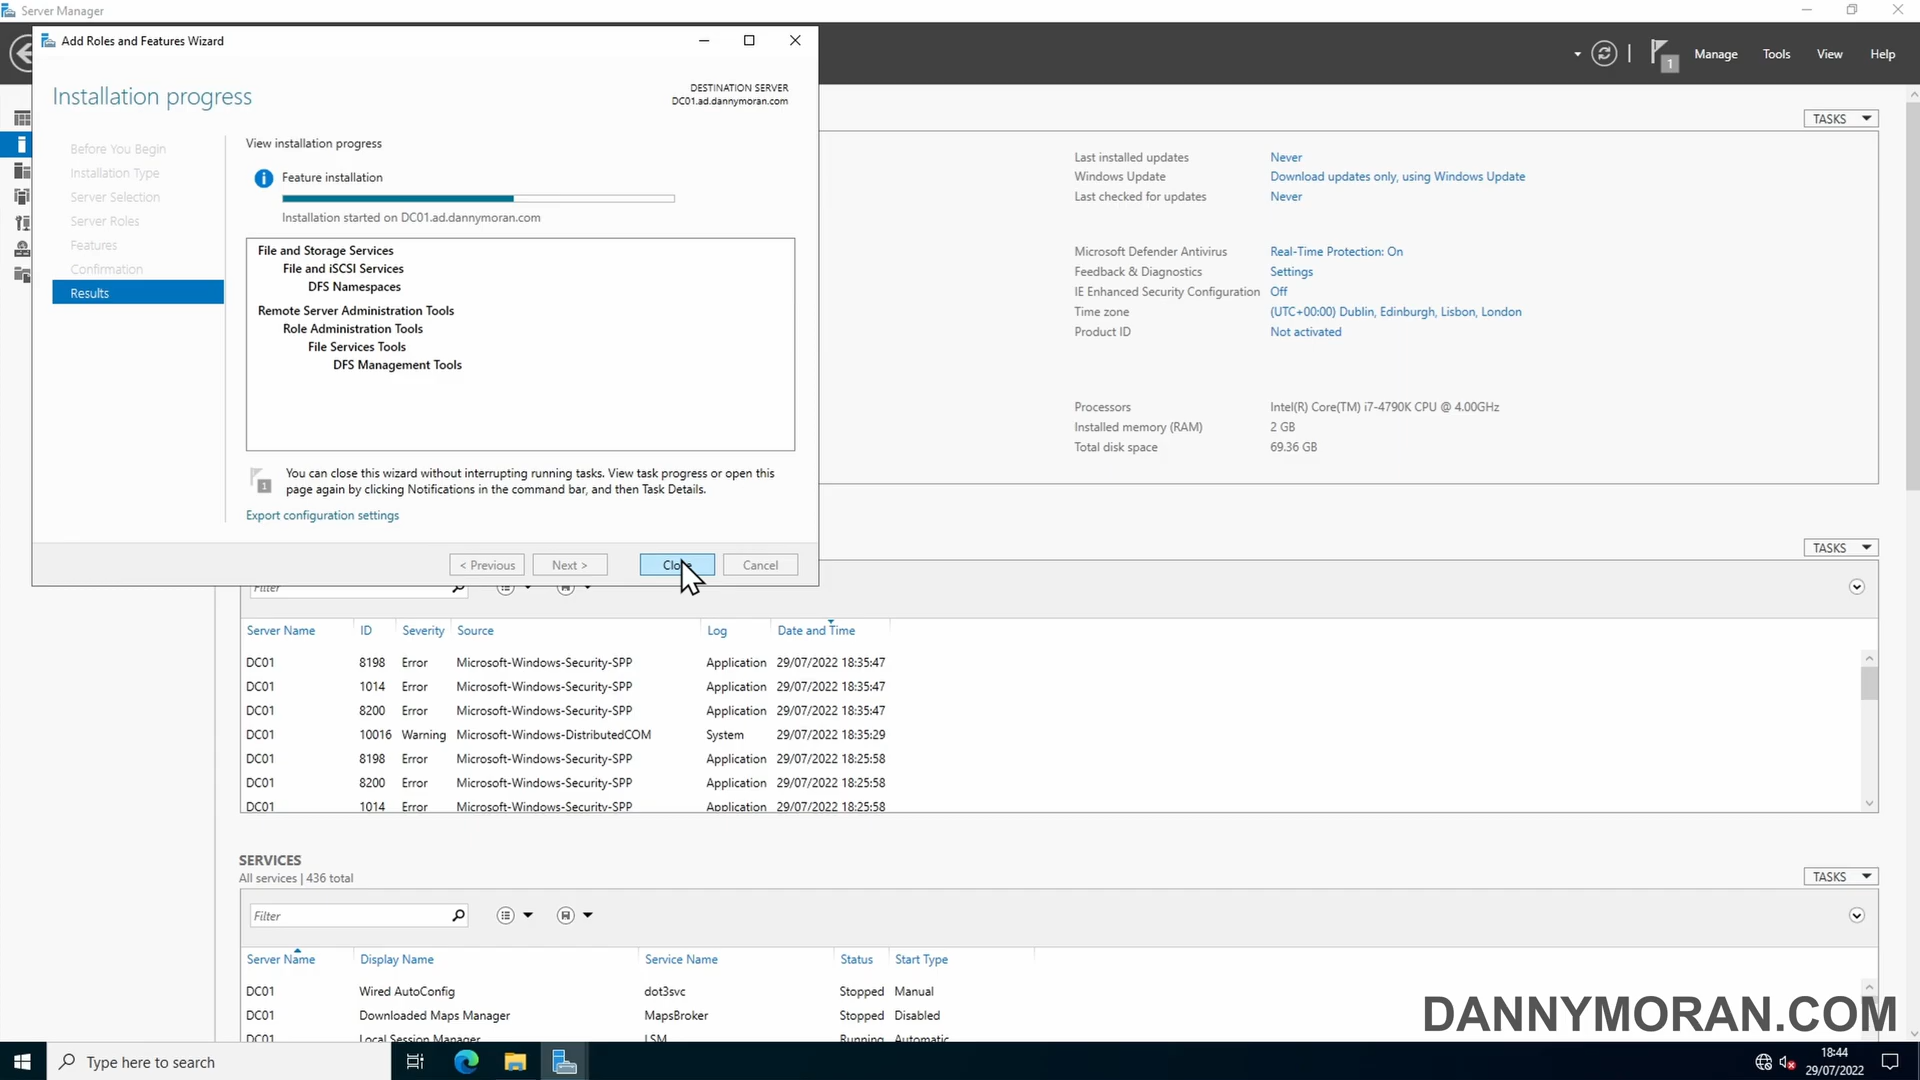 Server Manager
Add Roles and Features Wizard
1
Manage
Tools
View
Help
Installation progress
DESTINATION SERVER
DC01.ad.dannymoran.com
Before You Begin
Installation Type
Server Selection
Server Roles
Features
Confirmation
Results
View installation progress
Feature installation
Installation started on DC01.ad.dannymoran.com
File and Storage Services
File and iSCSI Services
DFS Namespaces
Remote Server Administration Tools
Role Administration Tools
File Services Tools
DFS Management Tools
1
You can close this wizard without interrupting running tasks. View task progress or open this
page again by clicking Notifications in the command bar, and then Task Details.
Export configuration settings
< Previous
Next >
Close
Cancel
TASKS
Last installed updates Never
Windows Update Download updates only, using Windows Update
Last checked for updates Never
Microsoft Defender Antivirus Real-Time Protection: On
Feedback & Diagnostics Settings
IE Enhanced Security Configuration Off
Time zone (UTC+00:00) Dublin, Edinburgh, Lisbon, London
Product ID Not activated
Processors Intel(R) Core(TM) i7-4790K CPU @ 4.00GHz
Installed memory (RAM) 2 GB
Total disk space 69.36 GB
TASKS
Filter
Server Name ID Severity Source Log Date and Time
DC01 8198 Error Microsoft-Windows-Security-SPP Application 29/07/2022 18:35:47
DC01 1014 Error Microsoft-Windows-Security-SPP Application 29/07/2022 18:35:47
DC01 8200 Error Microsoft-Windows-Security-SPP Application 29/07/2022 18:35:47
DC01 10016 Warning Microsoft-Windows-DistributedCOM System 29/07/2022 18:35:29
DC01 8198 Error Microsoft-Windows-Security-SPP Application 29/07/2022 18:25:58
DC01 8200 Error Microsoft-Windows-Security-SPP Application 29/07/2022 18:25:58
DC01 1014 Error Microsoft-Windows-Security-SPP Application 29/07/2022 18:25:58
SERVICES
All services | 436 total
TASKS
Filter
Server Name Display Name Service Name Status Start Type
DC01 Wired AutoConfig dot3svc Stopped Manual
DC01 Downloaded Maps Manager MapsBroker Stopped Disabled
DC01 Local Session Manager LSM Running Automatic
DANNYMORAN.COM
Type here to search
18:44
29/07/2022